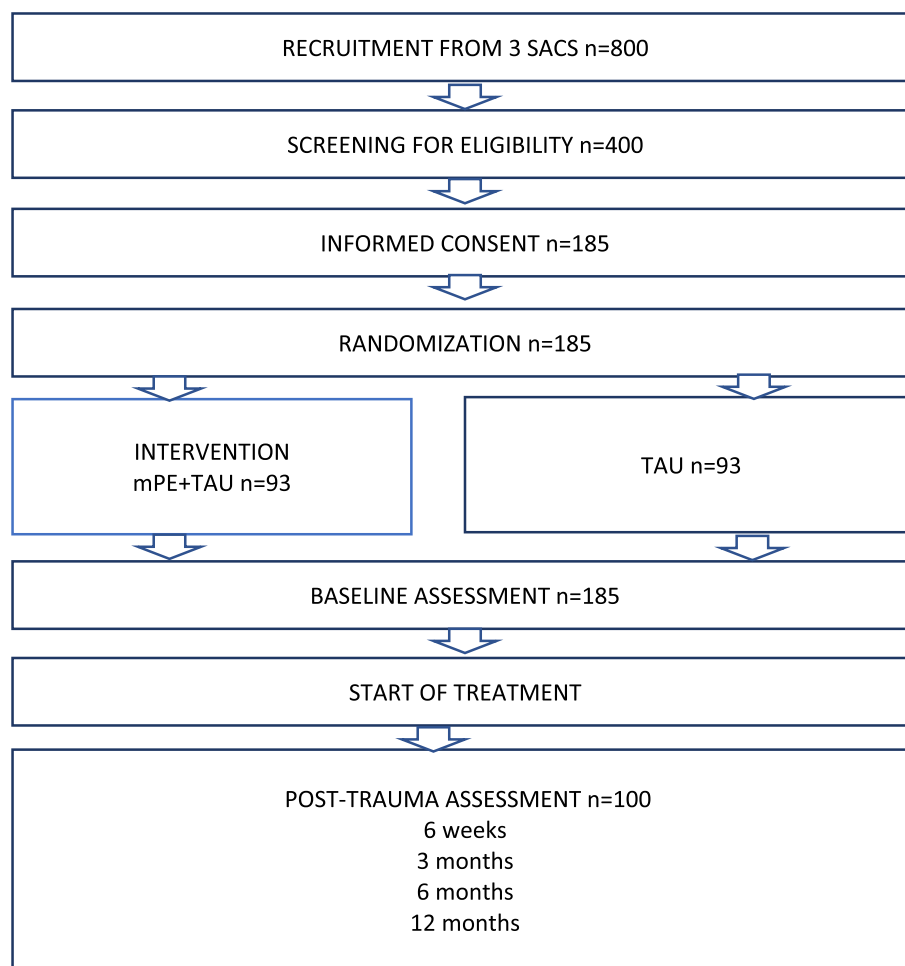 RECRUITMENT FROM 3 SACS n=800
SCREENING FOR ELIGIBILITY n=400
INFORMED CONSENT n=185
RANDOMIZATION n=185
INTERVENTION
mPE+TAU n=93
TAU n=93
BASELINE ASSESSMENT n=185
START OF TREATMENT
POST-TRAUMA ASSESSMENT n=100
6 weeks
3 months
6 months
12 months